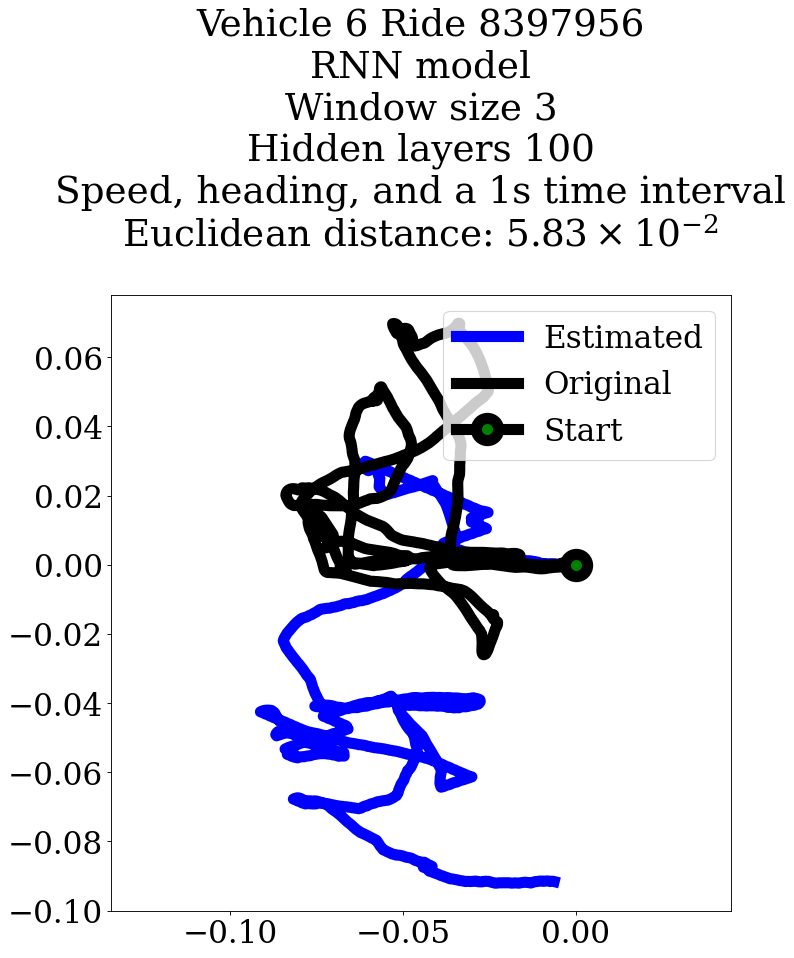 Vehicle 6 Ride 8397956
RNN model
Window size 3
Hidden layers 100
Speed, heading, and a 1s time interval
Euclidean distance: 5.83 × 10⁻²
Estimated
Original
Start
0.06
0.04
0.02
0.00
−0.02
−0.04
−0.06
−0.08
−0.10
−0.10
−0.05
0.00